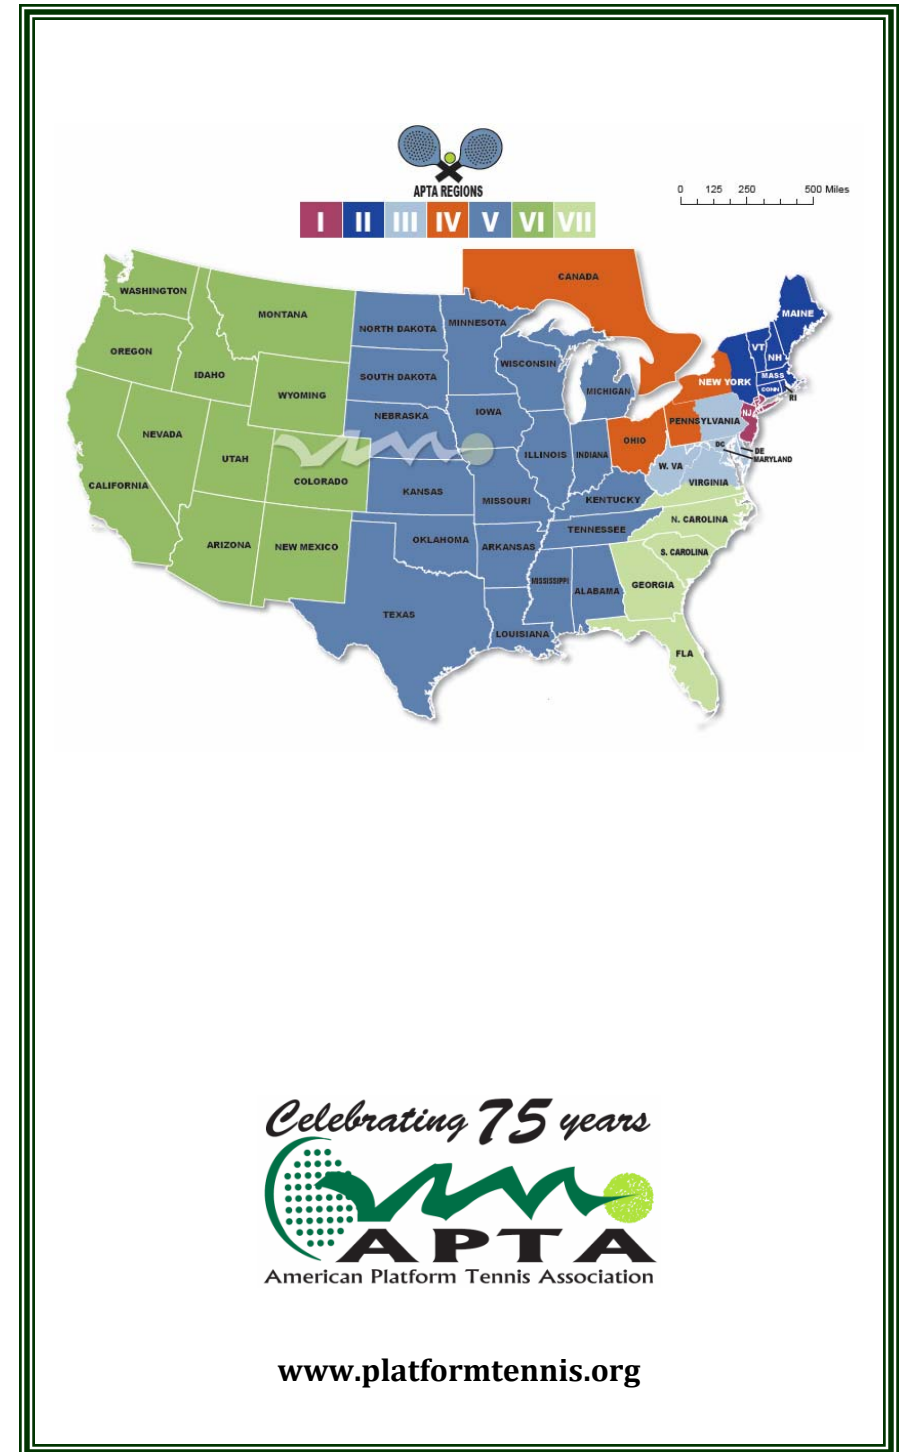 APTA REGIONS
0 125 250 500 Miles
I II III IV V VI VII
CANADA
WASHINGTON
MONTANA
NORTH DAKOTA
MINNESOTA
MAINE
OREGON
VT
NH
IDAHO
WISCONSIN
SOUTH DAKOTA
MASS
NEW YORK
CONN
RI
WYOMING
MICHIGAN
NEBRASKA
IOWA
NJ
PENNSYLVANIA
NEVADA
OHIO
DC
DE
MARYLAND
UTAH
ILLINOIS
INDIANA
W. VA
CALIFORNIA
COLORADO
VIRGINIA
KANSAS
MISSOURI
KENTUCKY
N. CAROLINA
TENNESSEE
ARIZONA
NEW MEXICO
OKLAHOMA
ARKANSAS
S. CAROLINA
MISSISSIPPI
ALABAMA
GEORGIA
TEXAS
LOUISIANA
FLA
Celebrating 75 years
APTA
American Platform Tennis Association
www.platformtennis.org